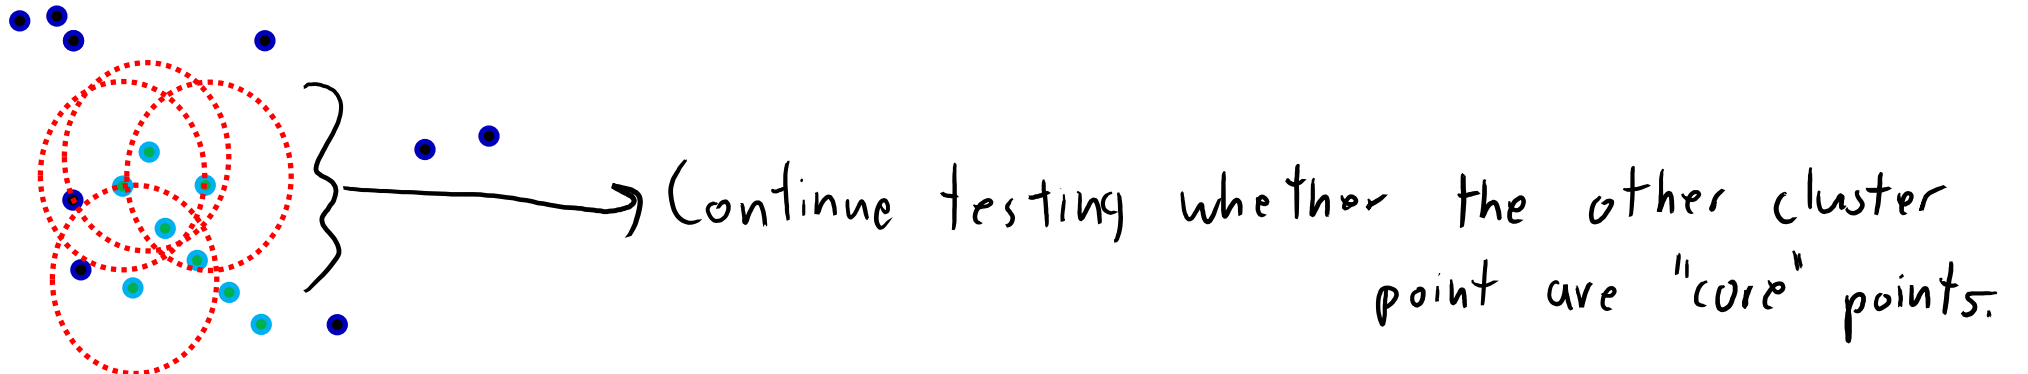 Continue testing whether the other cluster
point are "core" points.